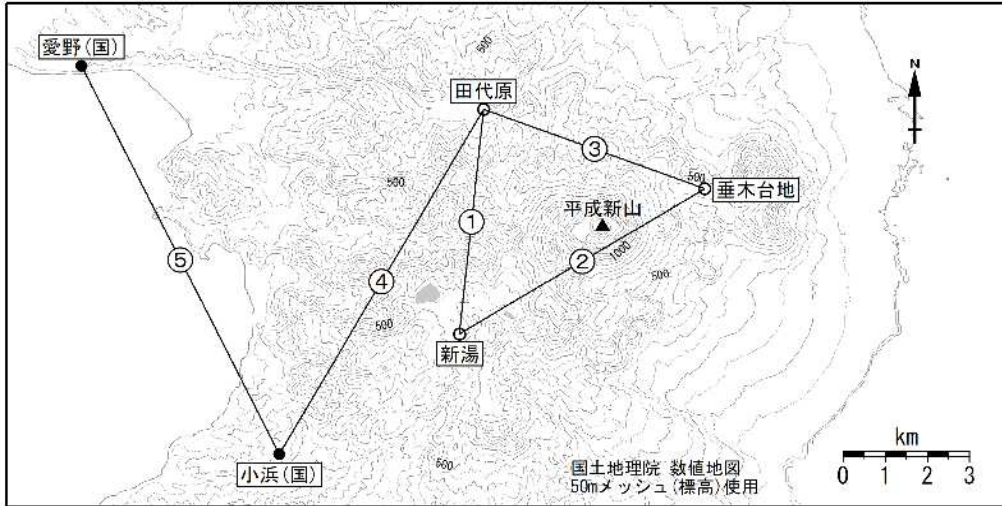 愛野(国)
500
田代原
N
③
500
垂木台地
500
平成新山
①
1000
②
⑤
④
500
500
新湯
小浜(国)
500
国土地理院 数値地図
50mメッシュ(標高)使用
km
0 1 2 3